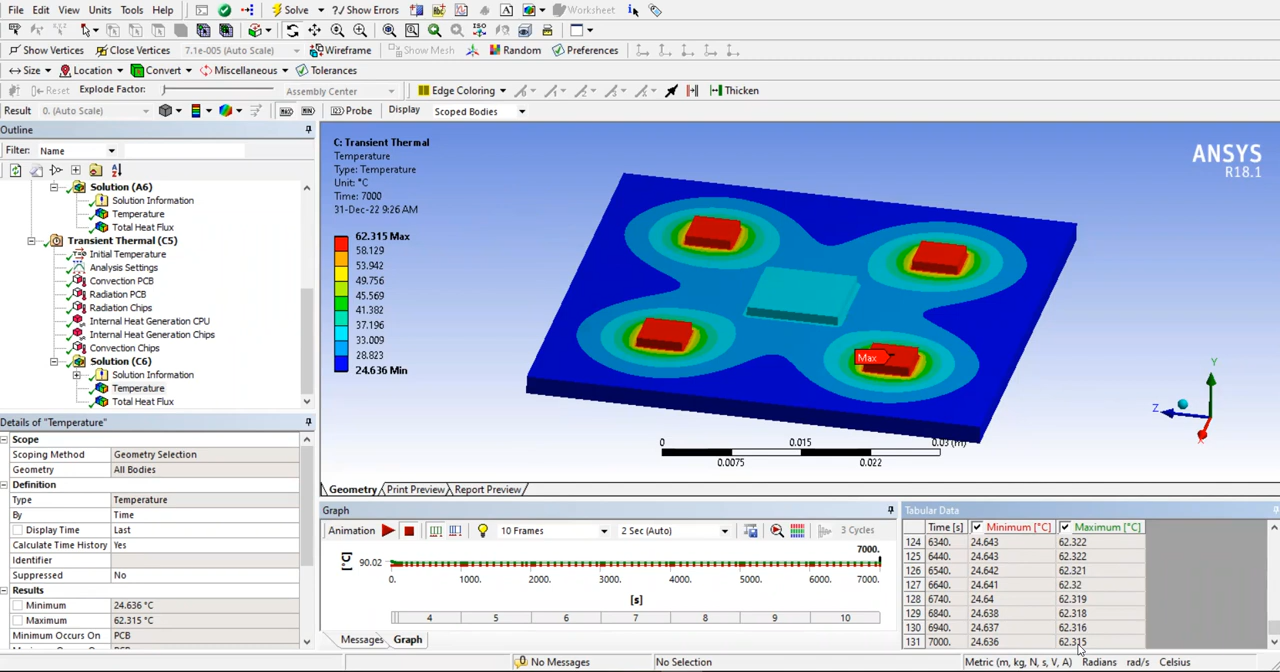 File Edit View Units Tools Help Solve ?/ Show Errors Worksheet
Show Vertices Close Vertices 7.1e-005 (Auto Scale) Wireframe Show Mesh Random Preferences
Size Location Convert Miscellaneous Tolerances
Reset Explode Factor: Assembly Center Edge Coloring Thicken
Result 0. (Auto Scale) Probe Display Scoped Bodies
Outline
Filter: Name
Solution (A6)
Solution Information
Temperature
Total Heat Flux
Transient Thermal (C5)
Initial Temperature
Analysis Settings
Convection PCB
Radiation PCB
Radiation Chips
Internal Heat Generation CPU
Internal Heat Generation Chips
Convection Chips
Solution (C6)
Solution Information
Temperature
Total Heat Flux
Details of "Temperature"
Scope
Scoping Method Geometry Selection
Geometry All Bodies
Definition
Type Temperature
By Time
Display Time Last
Calculate Time History Yes
Identifier
Suppressed No
Results
Minimum 24.636 °C
Maximum 62.315 °C
Minimum Occurs On PCB
C: Transient Thermal
Temperature
Type: Temperature
Unit: °C
Time: 7000
31-Dec-22 9:26 AM
62.315 Max
58.129
53.942
49.756
45.569
41.382
37.196
33.009
28.823
24.636 Min
ANSYS
R18.1
Max
Y
Z
X
0 0.015 0.03 (m)
0.0075 0.022
Geometry Print Preview Report Preview
Graph
Animation 10 Frames 2 Sec (Auto) 3 Cycles
7000.
[°C] 90.02
0. 1000. 2000. 3000. 4000. 5000. 6000. 7000.
[s]
4 5 6 7 8 9 10
Messages Graph
Tabular Data
Time [s] Minimum [°C] Maximum [°C]
124 6340. 24.643 62.322
125 6440. 24.643 62.322
126 6540. 24.642 62.321
127 6640. 24.641 62.32
128 6740. 24.64 62.319
129 6840. 24.638 62.318
130 6940. 24.637 62.316
131 7000. 24.636 62.315
No Messages No Selection Metric (m, kg, N, s, V, A) Radians rad/s Celsius